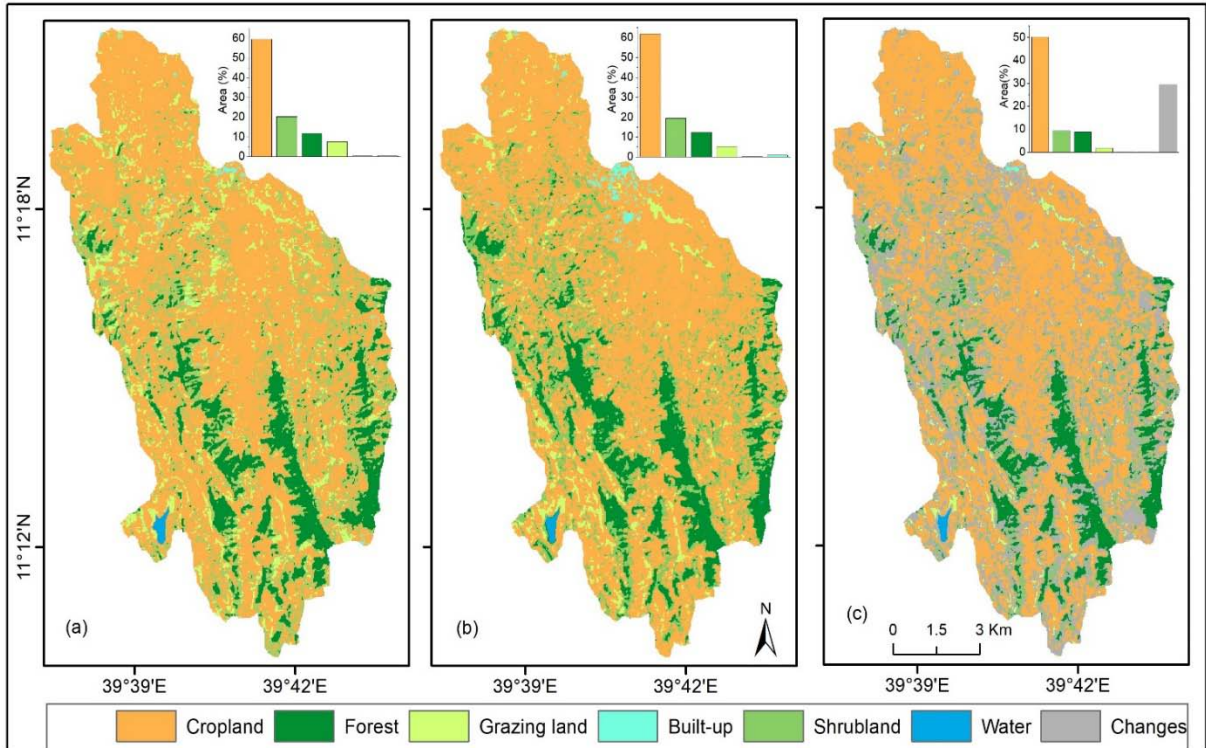 60
50
40
30
20
10
0
Area (%)
60
50
40
30
20
10
0
Area (%)
50
40
30
20
10
0
Area(%)
11°18'N
11°12'N
(a)
(b)
N
(c)
0 1.5 3 Km
39°39'E 39°42'E 39°39'E 39°42'E 39°39'E 39°42'E
Cropland Forest Grazing land Built-up Shrubland Water Changes